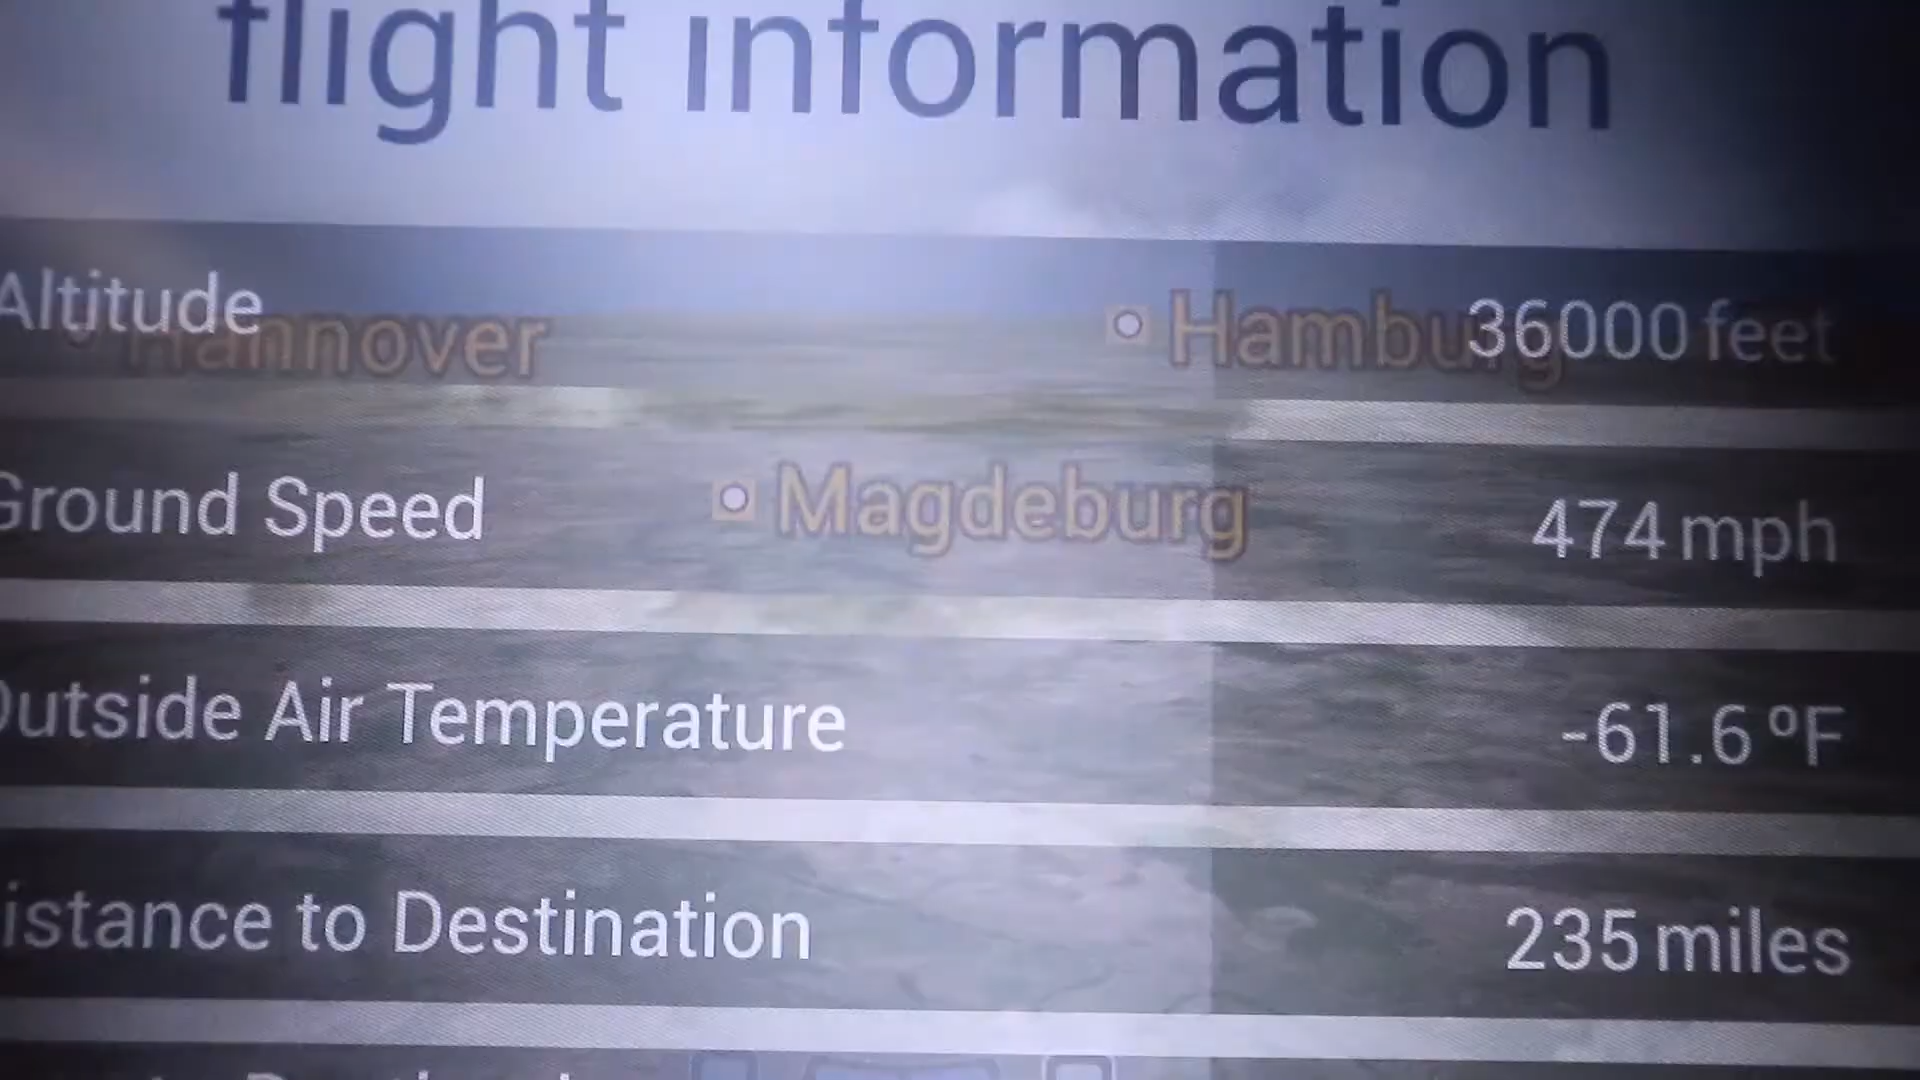 flight information
Altitude 36000 feet
Hannover Hamburg
Ground Speed 474 mph
Magdeburg
Outside Air Temperature -61.6 ºF
istance to Destination 235 miles